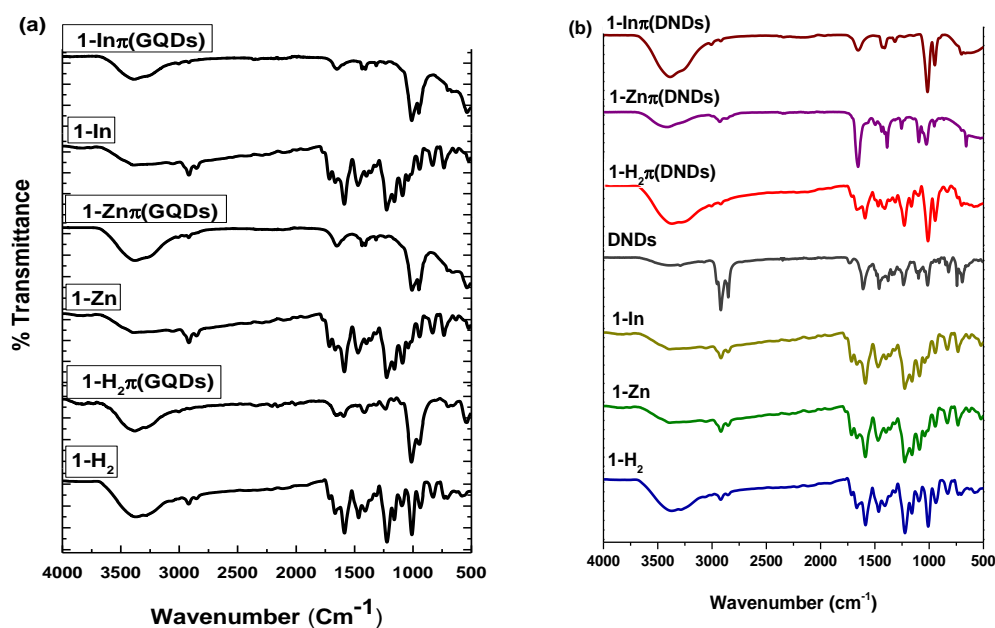 (a)
1-Inπ(GQDs)
1-In
1-Znπ(GQDs)
1-Zn
1-H₂π(GQDs)
1-H₂
% Transmittance
4000 3500 3000 2500 2000 1500 1000 500
Wavenumber (Cm⁻¹)
(b)
1-Inπ(DNDs)
1-Znπ(DNDs)
1-H₂π(DNDs)
DNDs
1-In
1-Zn
1-H₂
4000 3500 3000 2500 2000 1500 1000 500
Wavenumber (cm⁻¹)